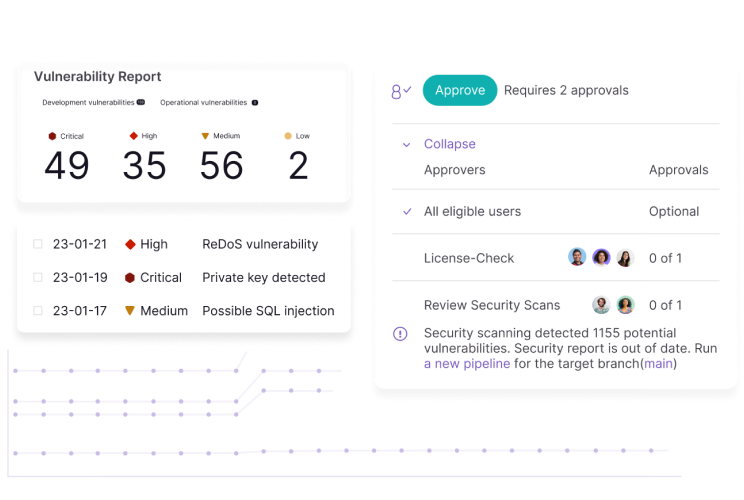 Vulnerability Report
Development vulnerabilities
Operational vulnerabilities
Critical
High
Medium
Low
49
35
56
2
23-01-21 High ReDoS vulnerability
23-01-19 Critical Private key detected
23-01-17 Medium Possible SQL injection
Approve Requires 2 approvals
Collapse
Approvers Approvals
All eligible users Optional
License-Check 0 of 1
Review Security Scans 0 of 1
Security scanning detected 1155 potential
vulnerabilities. Security report is out of date. Run
a new pipeline for the target branch(main)